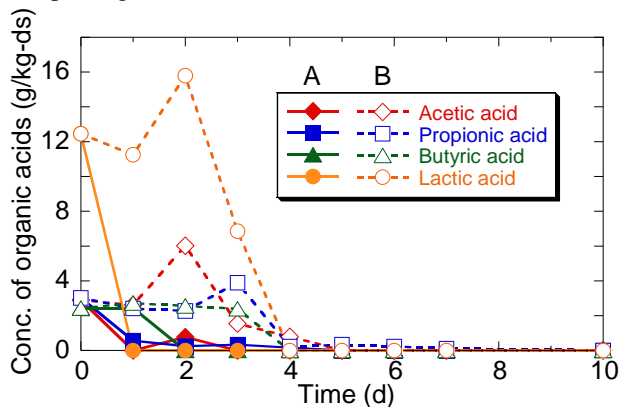 A B
Acetic acid
Propionic acid
Butyric acid
Lactic acid
Conc. of organic acids (g/kg-ds)
16
12
8
4
0
0 2 4 6 8 10
Time (d)